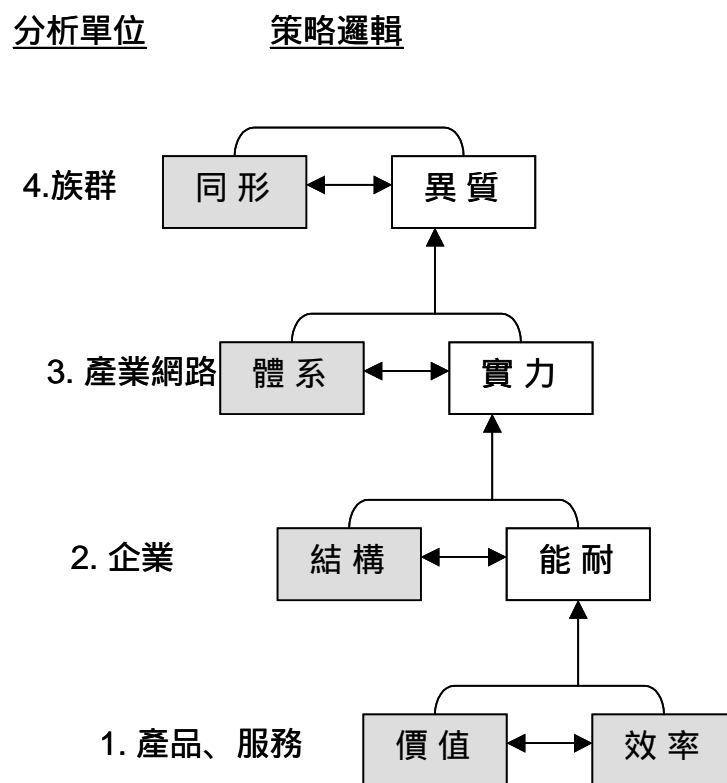 分析單位 策略邏輯
4.族群 同形 異質
3. 產業網路 體系 實力
2. 企業 結構 能耐
1. 產品、服務 價值 效率